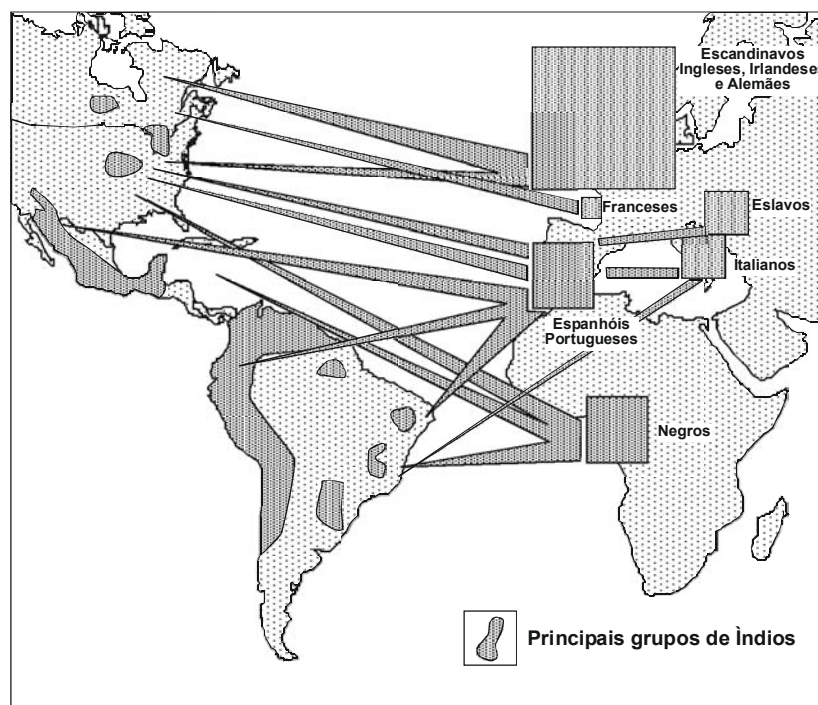 Escandinavos
Ingleses, Irlandeses
e Alemães
Franceses
Eslavos
Italianos
Espanhóis
Portugueses
Negros
Principais grupos de Ìndios